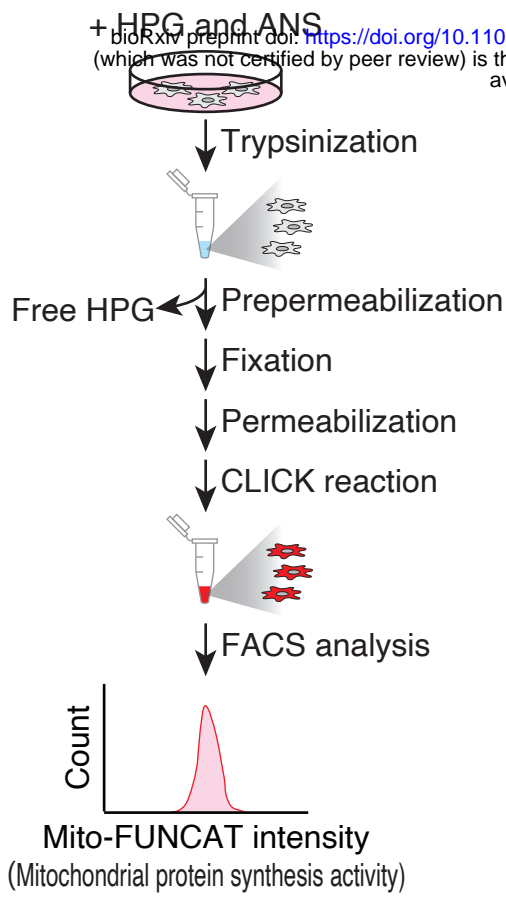 + HPG and ANS
bioRxiv preprint doi: https://doi.org/10.110
(which was not certified by peer review) is th
av
Trypsinization
Free HPG
Prepermeabilization
Fixation
Permeabilization
CLICK reaction
FACS analysis
Count
Mito-FUNCAT intensity
(Mitochondrial protein synthesis activity)